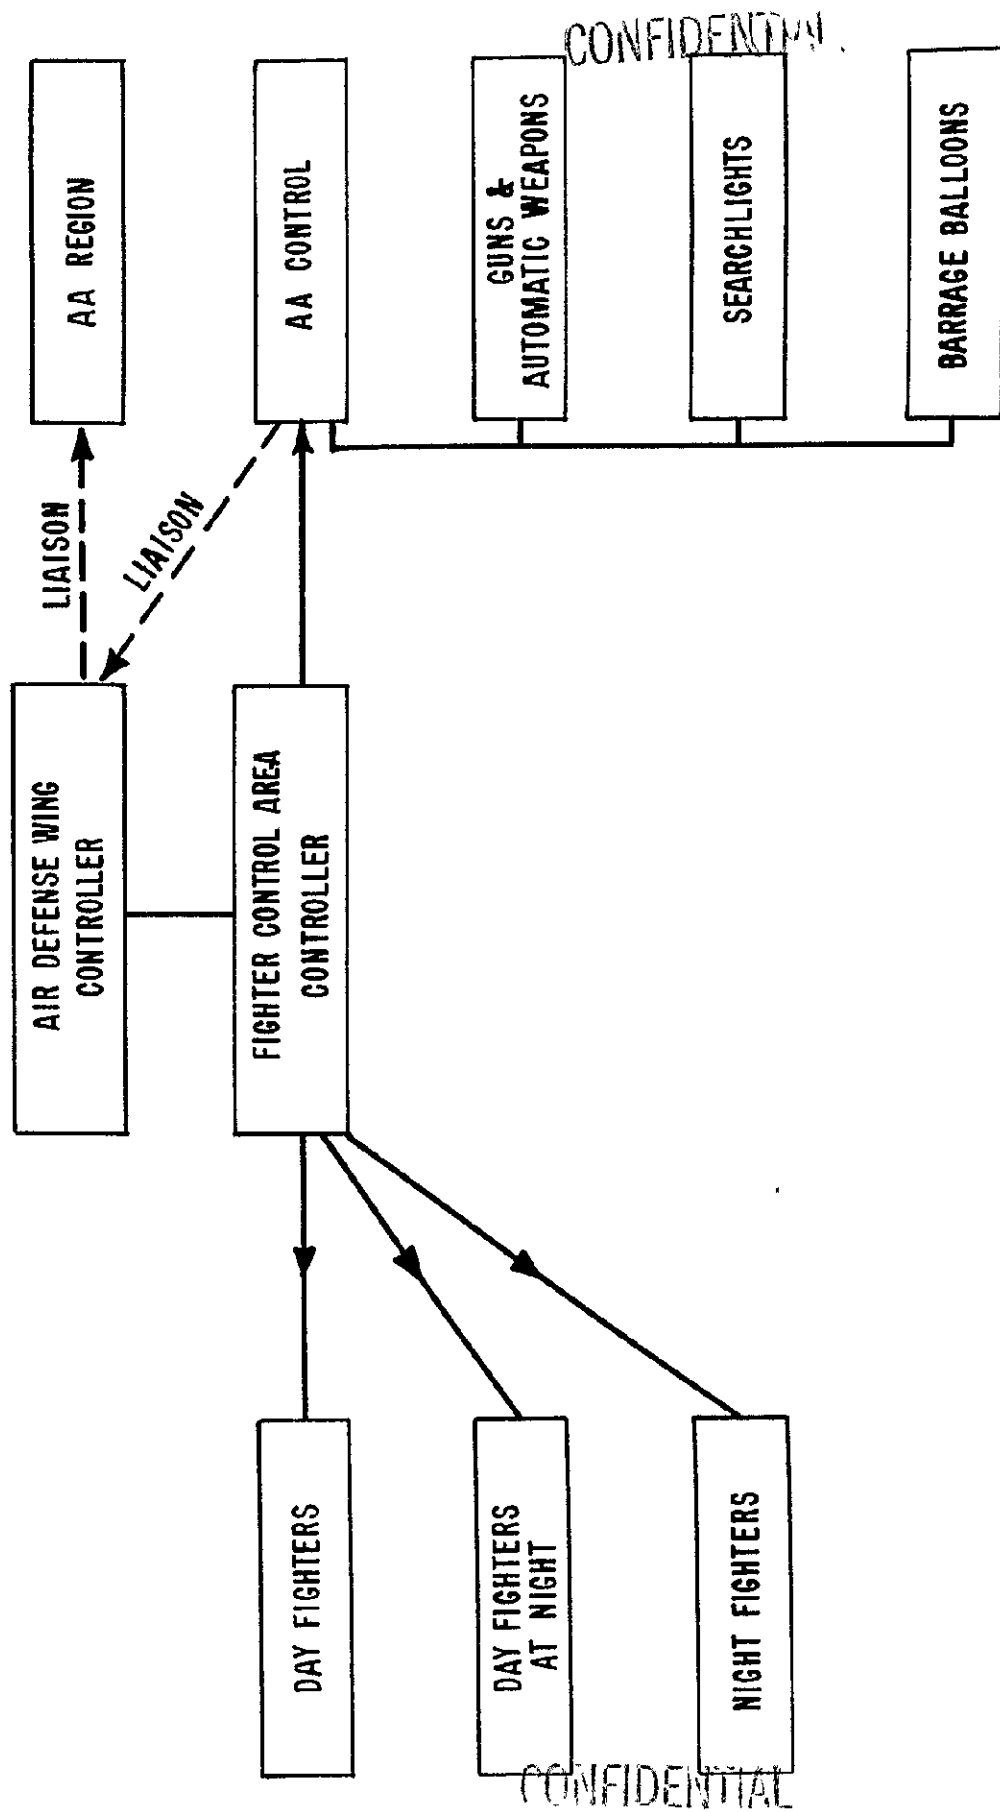 CONFIDENTIAL
AIR DEFENSE WING
CONTROLLER
LIAISON
AA REGION
LIAISON
FIGHTER CONTROL AREA
CONTROLLER
AA CONTROL
DAY FIGHTERS
DAY FIGHTERS
AT NIGHT
NIGHT FIGHTERS
GUNS &
AUTOMATIC WEAPONS
SEARCHLIGHTS
BARRAGE BALLOONS
CONFIDENTIAL